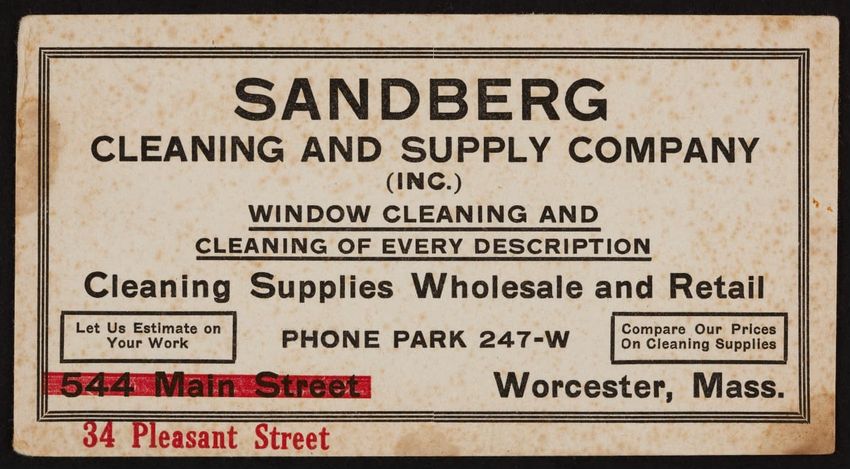 SANDBERG
CLEANING AND SUPPLY COMPANY
(INC.)
WINDOW CLEANING AND
CLEANING OF EVERY DESCRIPTION
Cleaning Supplies Wholesale and Retail
Let Us Estimate on
Your Work
PHONE PARK 247-W
Compare Our Prices
On Cleaning Supplies
544 Main Street
Worcester, Mass.
34 Pleasant Street